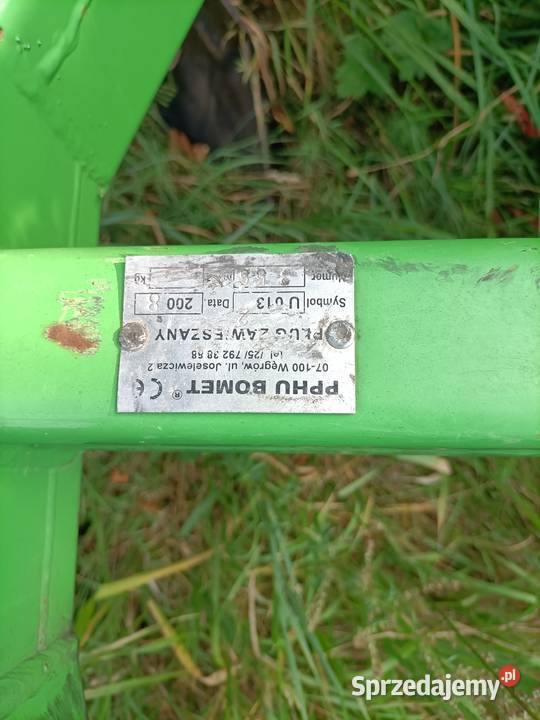 PPHU BOMET ® CE
07-100 Węgrów, ul. Joselewicza 2
tel. /25/ 792 38 68
PŁUG ZAWIESZANY
Symbol U 013 Data 2008
Numer
kg
Sprzedajemy.pl